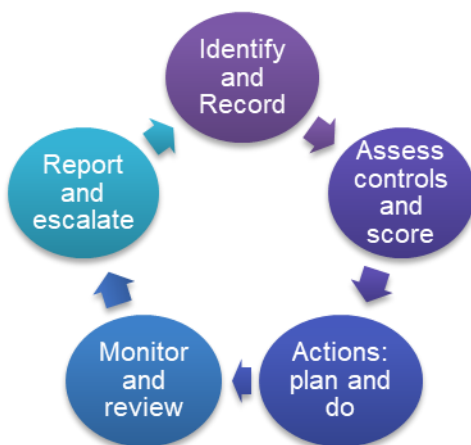 Identify
and
Record
Assess
controls
and
score
Actions:
plan and
do
Monitor
and
review
Report
and
escalate